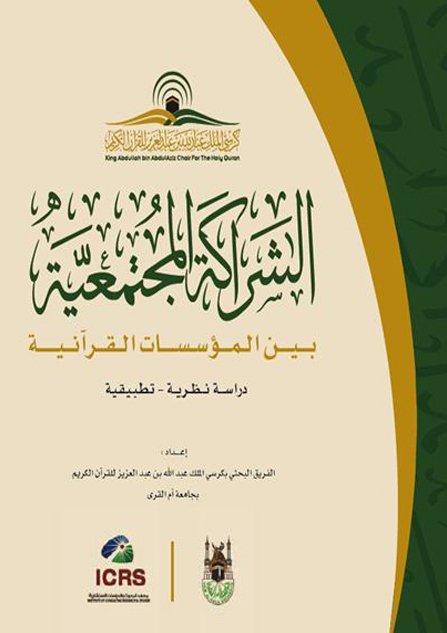 كرسي الملك عبدالله بن عبدالعزيز للقرآن الكريم
King Abdullah bin AbdulAziz Chair For The Holy Quran
الشراكة المجتمعية
بين المؤسسات القرآنية
دراسة نظرية - تطبيقية
إعداد:
الفريق البحثي بكرسي الملك عبد الله بن عبد العزيز للقرآن الكريم
بجامعة أم القرى
ICRS